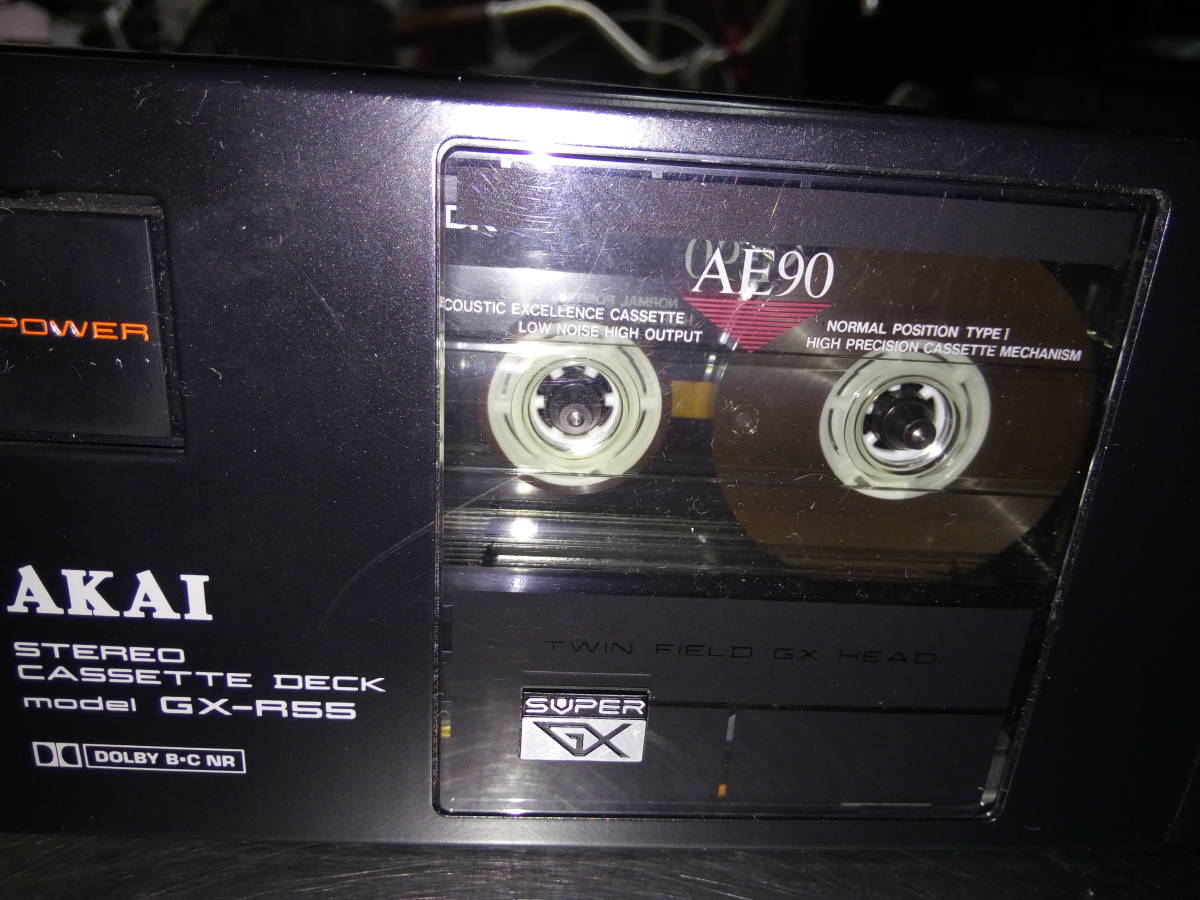 POWER
AKAI
STEREO
CASSETTE DECK
model GX-R55
DOLBY B·C NR
AE90
COUSTIC EXCELLENCE CASSETTE
LOW NOISE HIGH OUTPUT
NORMAL POSITION TYPE I
HIGH PRECISION CASSETTE MECHANISM
TWIN FIELD GX HEAD
SUPER
GX